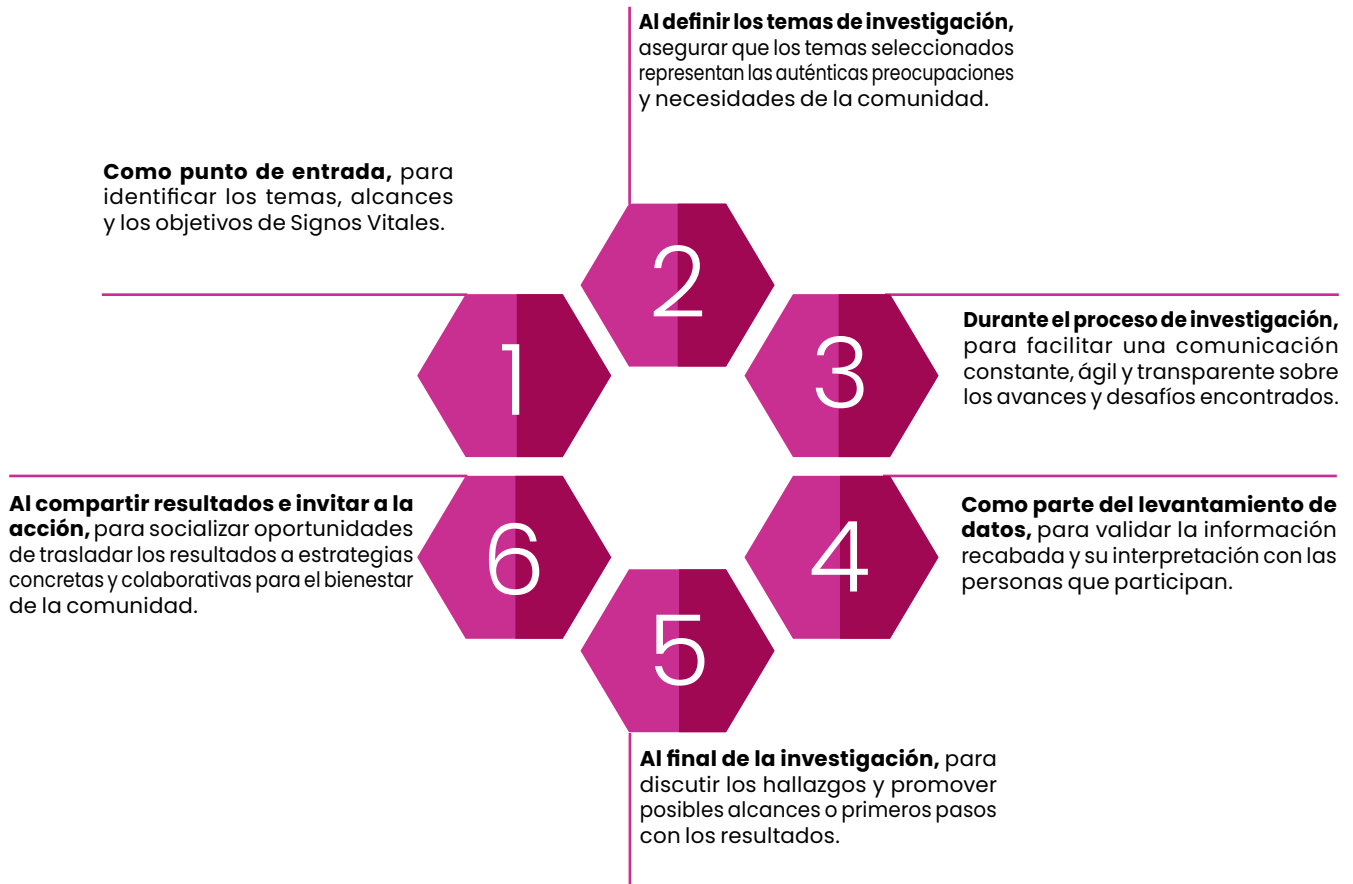 1
Como punto de entrada, para
identificar los temas, alcances
y los objetivos de Signos Vitales.
2
Al definir los temas de investigación,
asegurar que los temas seleccionados
representan las auténticas preocupaciones
y necesidades de la comunidad.
3
Durante el proceso de investigación,
para facilitar una comunicación
constante, ágil y transparente sobre
los avances y desafíos encontrados.
4
Como parte del levantamiento de
datos, para validar la información
recabada y su interpretación con las
personas que participan.
5
Al final de la investigación, para
discutir los hallazgos y promover
posibles alcances o primeros pasos
con los resultados.
6
Al compartir resultados e invitar a la
acción, para socializar oportunidades
de trasladar los resultados a estrategias
concretas y colaborativas para el bienestar
de la comunidad.